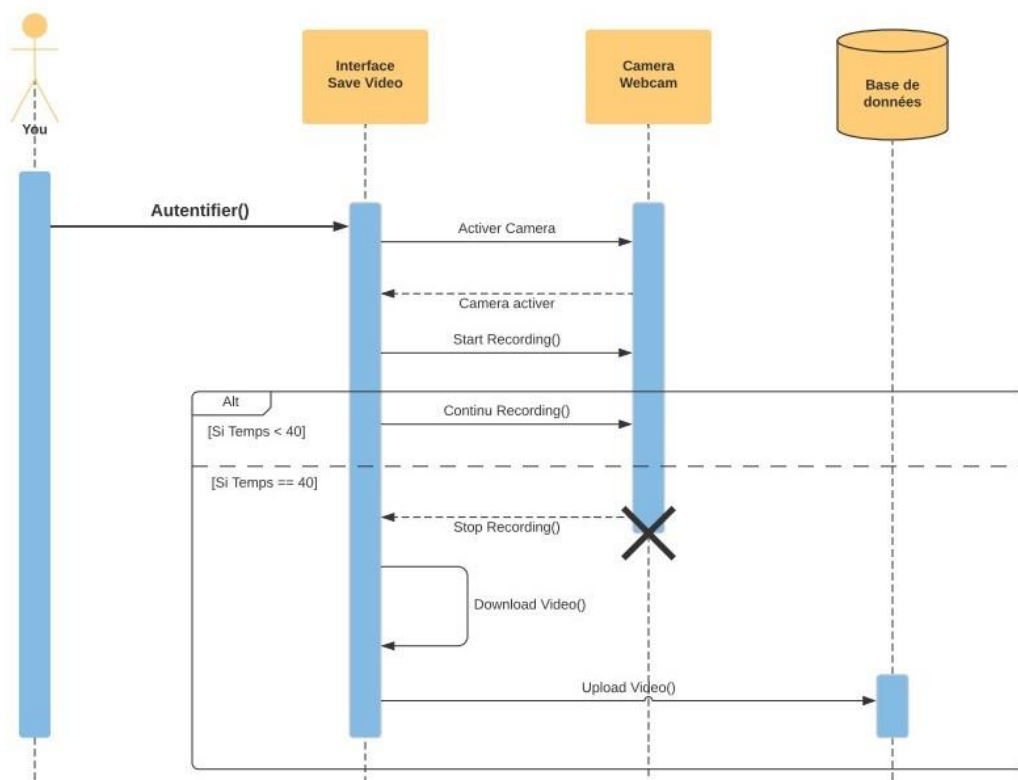 You
Interface
Save Video
Camera
Webcam
Base de
données
Autentifier()
Activer Camera
Camera activer
Start Recording()
Alt
Continu Recording()
[Si Temps < 40]
[Si Temps == 40]
Stop Recording()
Download Video()
Upload Video()